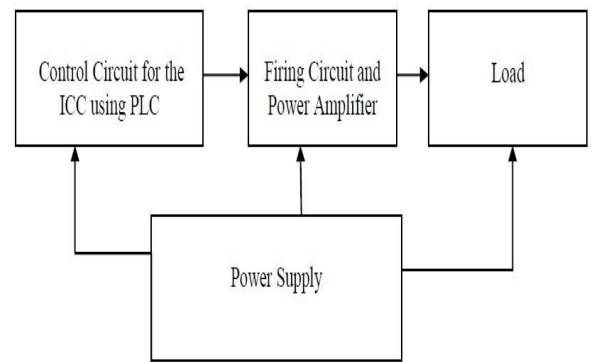 Control Circuit for the
ICC using PLC
Firing Circuit and
Power Amplifier
Load
Power Supply